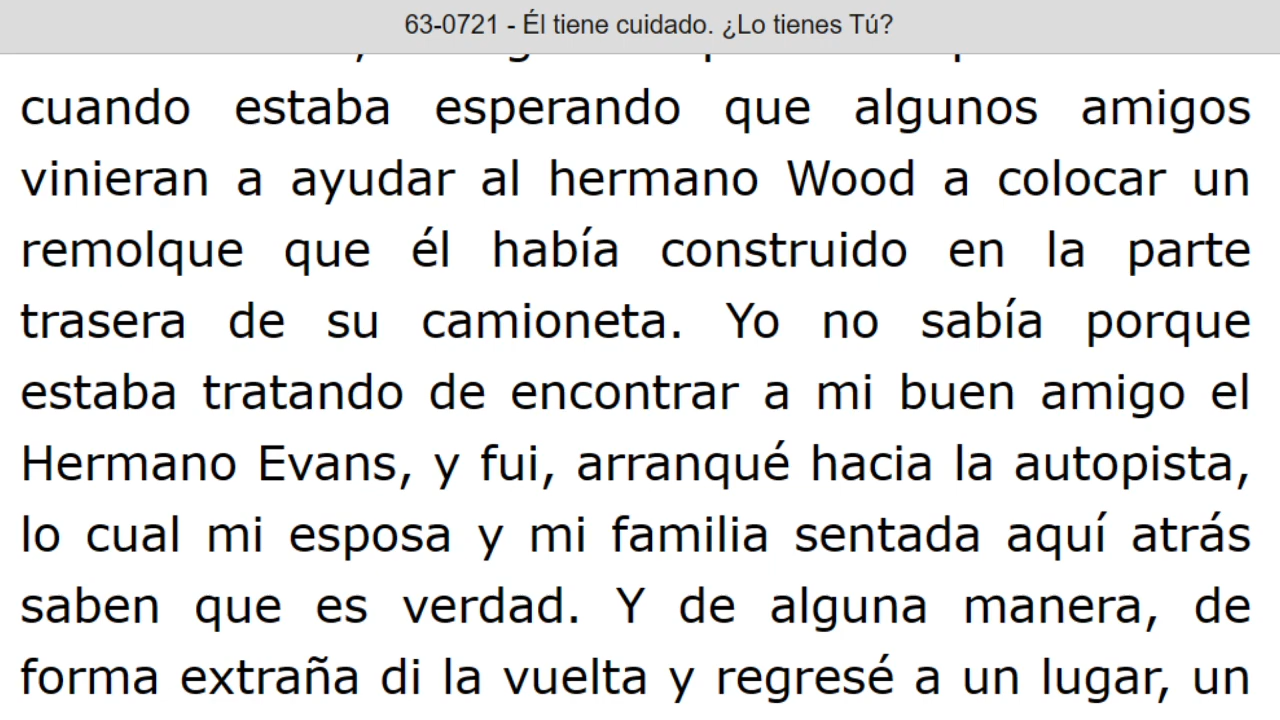 63-0721 - Él tiene cuidado. ¿Lo tienes Tú?
cuando estaba esperando que algunos amigos
vinieran a ayudar al hermano Wood a colocar un
remolque que él había construido en la parte
trasera de su camioneta. Yo no sabía porque
estaba tratando de encontrar a mi buen amigo el
Hermano Evans, y fui, arranqué hacia la autopista,
lo cual mi esposa y mi familia sentada aquí atrás
saben que es verdad. Y de alguna manera, de
forma extraña di la vuelta y regresé a un lugar, un